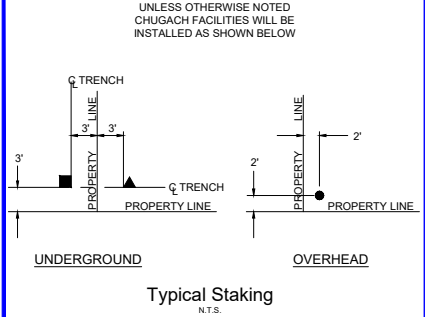 UNLESS OTHERWISE NOTED
CHUGACH FACILITIES WILL BE
INSTALLED AS SHOWN BELOW
℄ TRENCH
PROPERTY LINE
3' 3'
3'
℄ TRENCH
PROPERTY LINE
UNDERGROUND
PROPERTY LINE
2'
2'
PROPERTY LINE
OVERHEAD
Typical Staking
N.T.S.